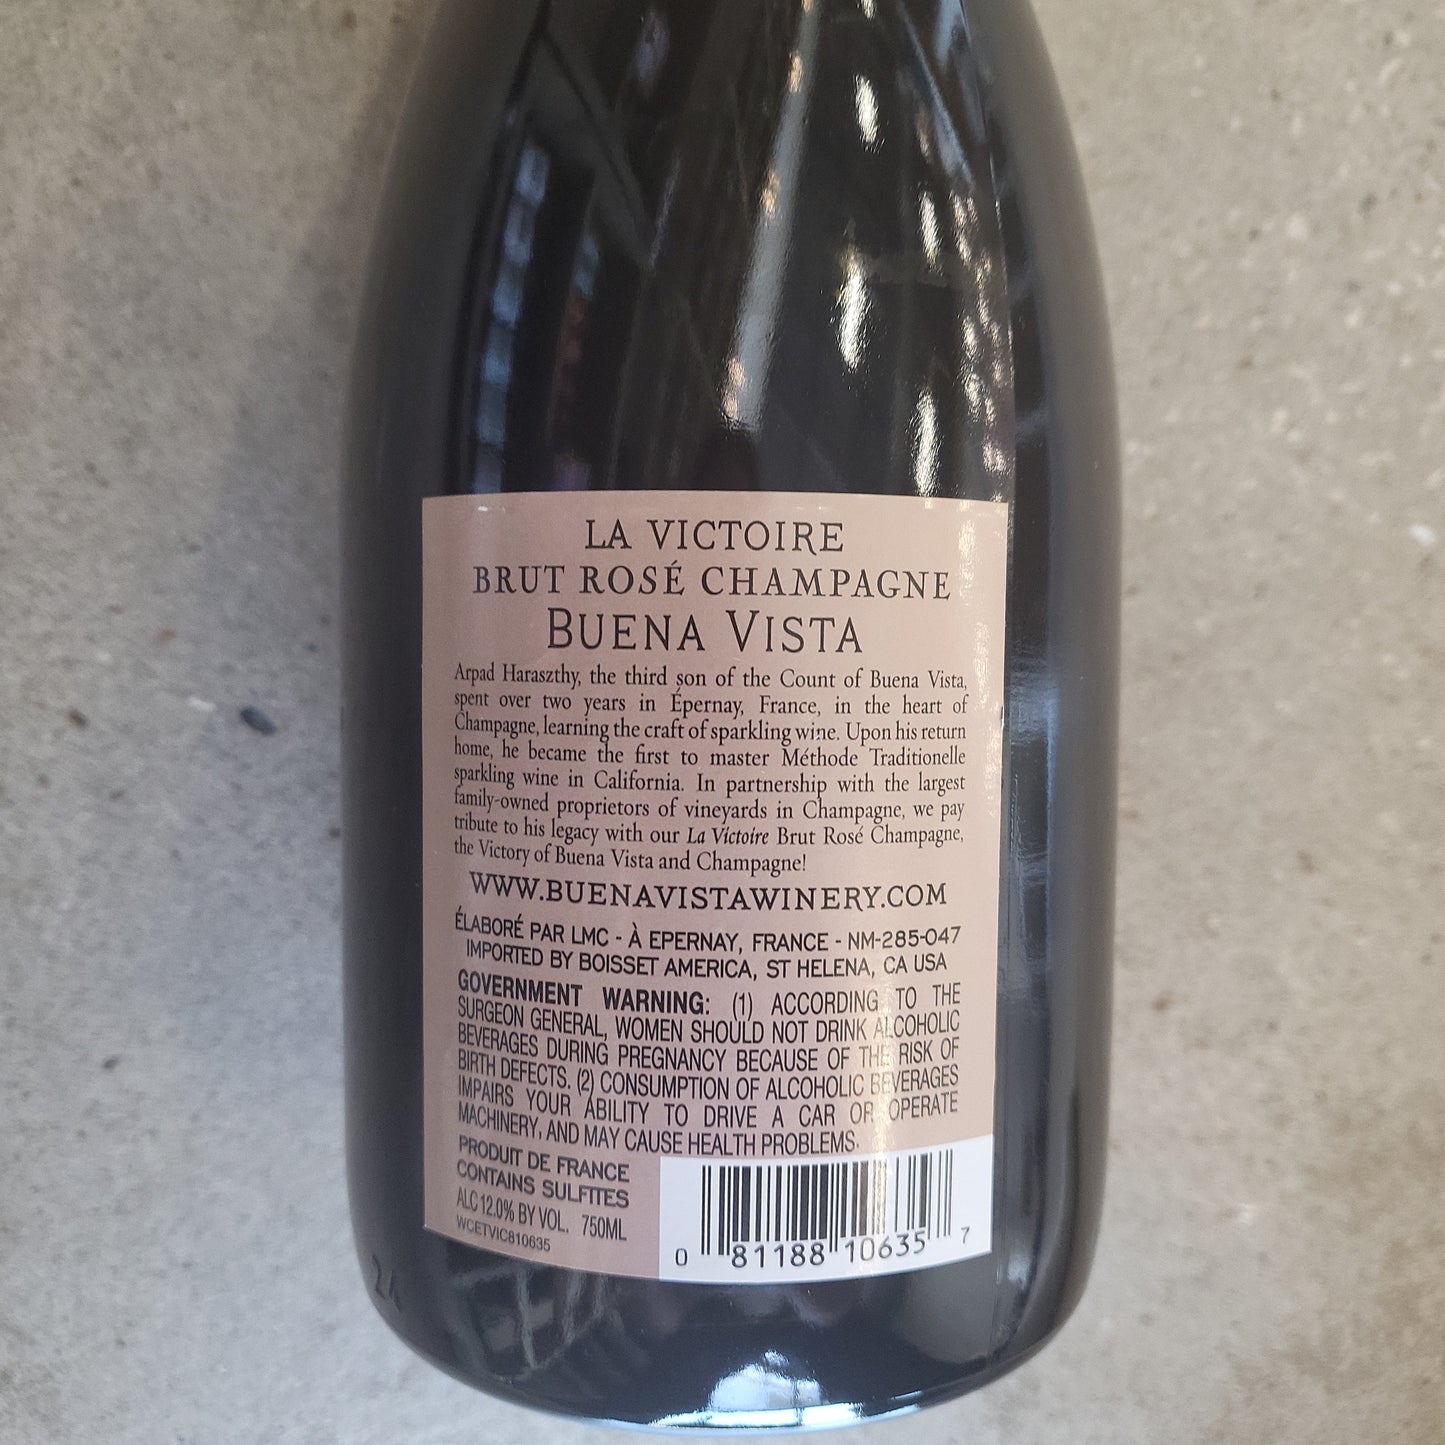 LA VICTOIRE
BRUT ROSÉ CHAMPAGNE
BUENA VISTA
Arpad Haraszthy, the third son of the Count of Buena Vista,
spent over two years in Épernay, France, in the heart of
Champagne, learning the craft of sparkling wine. Upon his return
home, he became the first to master Méthode Traditionelle
sparkling wine in California. In partnership with the largest
family-owned proprietors of vineyards in Champagne, we pay
tribute to his legacy with our La Victoire Brut Rosé Champagne,
the Victory of Buena Vista and Champagne!
WWW.BUENAVISTAWINERY.COM
ÉLABORÉ PAR LMC - À EPERNAY, FRANCE - NM-285-047
IMPORTED BY BOISSET AMERICA, ST HELENA, CA USA
GOVERNMENT WARNING: (1) ACCORDING TO THE
SURGEON GENERAL, WOMEN SHOULD NOT DRINK ALCOHOLIC
BEVERAGES DURING PREGNANCY BECAUSE OF THE RISK OF
BIRTH DEFECTS. (2) CONSUMPTION OF ALCOHOLIC BEVERAGES
IMPAIRS YOUR ABILITY TO DRIVE A CAR OR OPERATE
MACHINERY, AND MAY CAUSE HEALTH PROBLEMS.
PRODUIT DE FRANCE
CONTAINS SULFITES
ALC 12.0% BY VOL. 750ML
WCETVIC810635
0 81188 10635 7
24